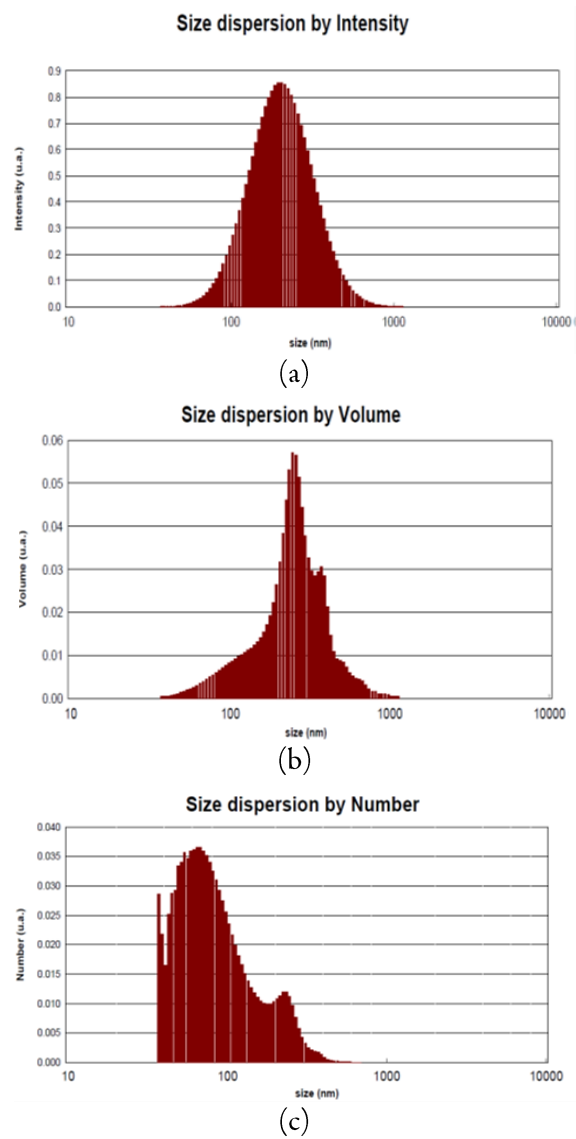 Size dispersion by Intensity
0.9
0.8
0.7
0.6
0.5
0.4
0.3
0.2
0.1
0.0
Intensity (u.a.)
10 100 1000 10000
size (nm)
(a)
Size dispersion by Volume
0.06
0.05
0.04
0.03
0.02
0.01
0.00
Volume (u.a.)
10 100 1000 10000
size (nm)
(b)
Size dispersion by Number
0.040
0.035
0.030
0.025
0.020
0.015
0.010
0.005
0.000
Number (u.a.)
10 100 1000 10000
size (nm)
(c)